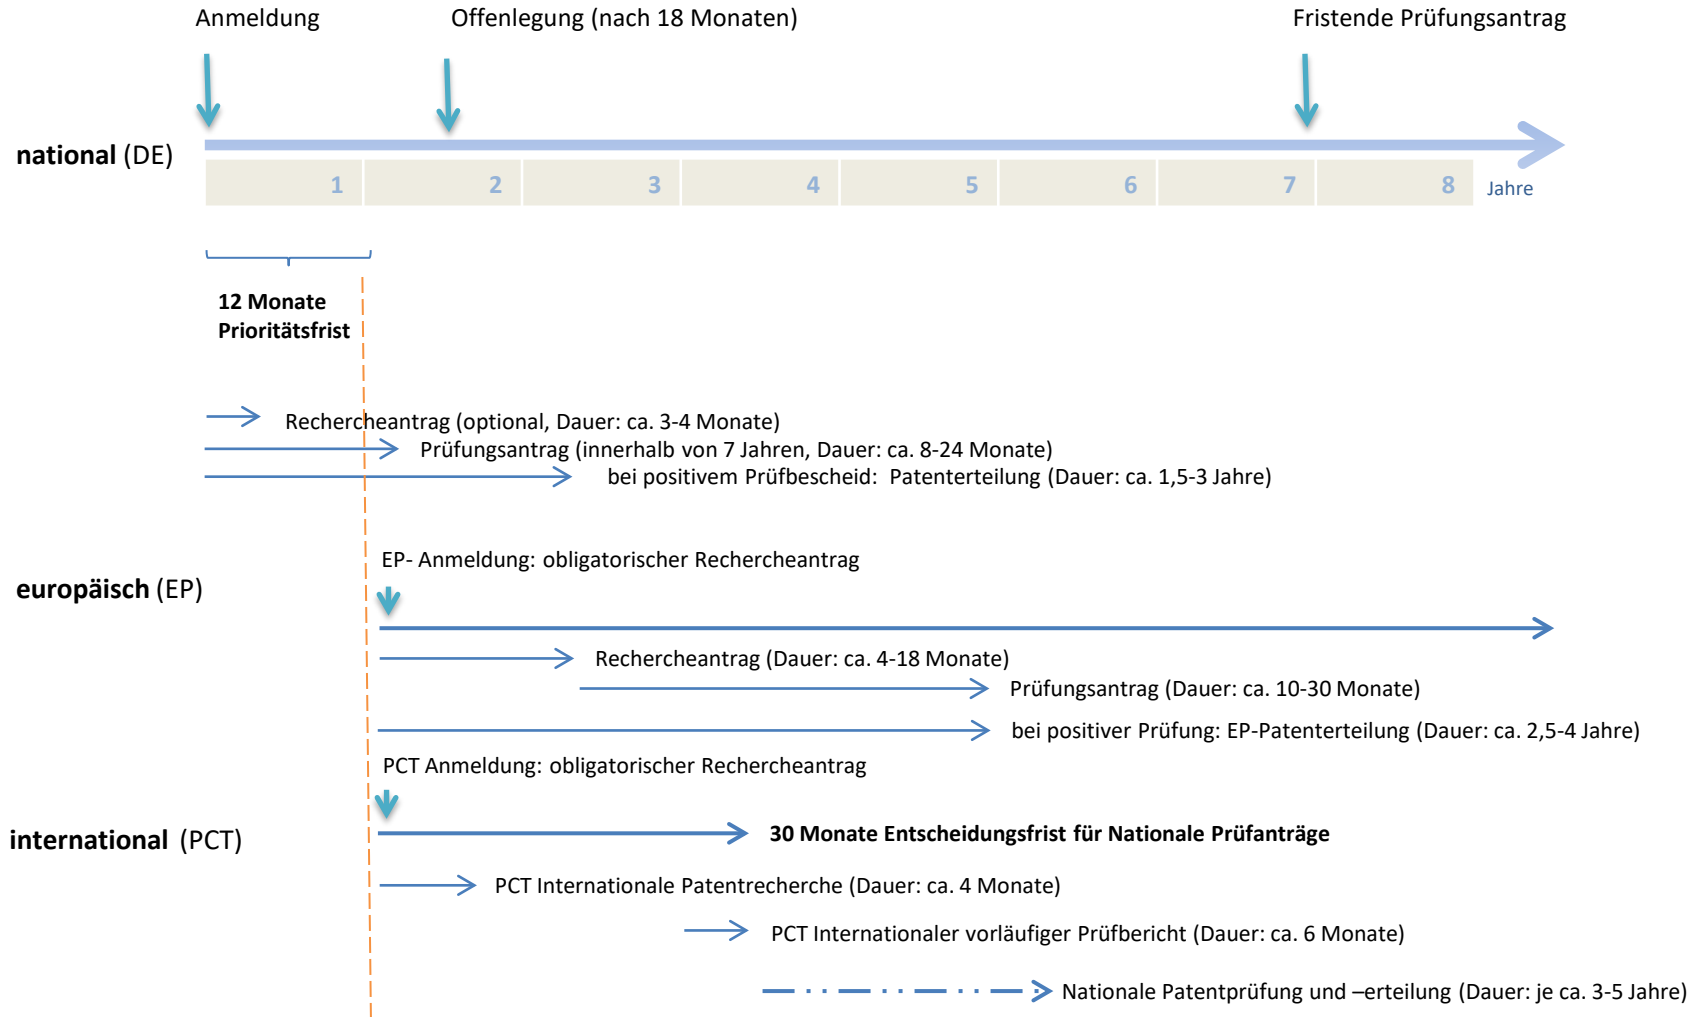 Anmeldung
Offenlegung (nach 18 Monaten)
Fristende Prüfungsantrag
national (DE)
1 2 3 4 5 6 7 8 Jahre
12 Monate
Prioritätsfrist
Rechercheantrag (optional, Dauer: ca. 3-4 Monate)
Prüfungsantrag (innerhalb von 7 Jahren, Dauer: ca. 8-24 Monate)
bei positivem Prüfbescheid: Patenterteilung (Dauer: ca. 1,5-3 Jahre)
EP- Anmeldung: obligatorischer Rechercheantrag
europäisch (EP)
Rechercheantrag (Dauer: ca. 4-18 Monate)
Prüfungsantrag (Dauer: ca. 10-30 Monate)
bei positiver Prüfung: EP-Patenterteilung (Dauer: ca. 2,5-4 Jahre)
PCT Anmeldung: obligatorischer Rechercheantrag
international (PCT)
30 Monate Entscheidungsfrist für Nationale Prüfanträge
PCT Internationale Patentrecherche (Dauer: ca. 4 Monate)
PCT Internationaler vorläufiger Prüfbericht (Dauer: ca. 6 Monate)
Nationale Patentprüfung und –erteilung (Dauer: je ca. 3-5 Jahre)